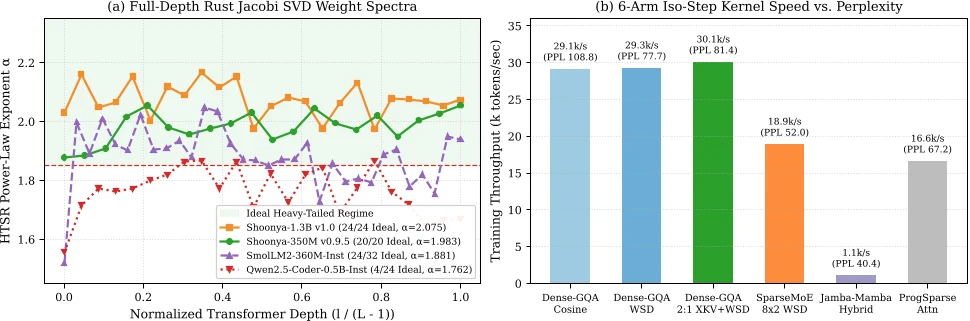 (a) Full-Depth Rust Jacobi SVD Weight Spectra
HTSR Power-Law Exponent α
2.2
2.0
1.8
1.6
Ideal Heavy-Tailed Regime
Shoonya-1.3B v1.0 (24/24 Ideal, α=2.075)
Shoonya-350M v0.9.5 (20/20 Ideal, α=1.983)
SmolLM2-360M-Inst (24/32 Ideal, α=1.881)
Qwen2.5-Coder-0.5B-Inst (4/24 Ideal, α=1.762)
0.0 0.2 0.4 0.6 0.8 1.0
Normalized Transformer Depth (l / (L - 1))
(b) 6-Arm Iso-Step Kernel Speed vs. Perplexity
Training Throughput (k tokens/sec)
35
30
25
20
15
10
5
0
29.1k/s
(PPL 108.8)
29.3k/s
(PPL 77.7)
30.1k/s
(PPL 81.4)
18.9k/s
(PPL 52.0)
1.1k/s
(PPL 40.4)
16.6k/s
(PPL 67.2)
Dense-GQA
Cosine
Dense-GQA
WSD
Dense-GQA
2:1 XKV+WSD
SparseMoE
8x2 WSD
Jamba-Mamba
Hybrid
ProgSparse
Attn